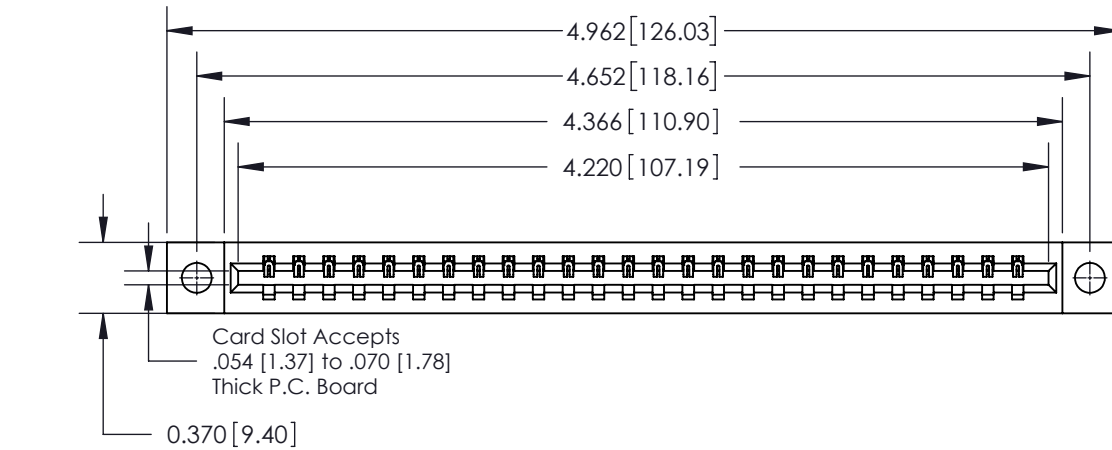 4.962[126.03]
4.652[118.16]
4.366[110.90]
4.220[107.19]
Card Slot Accepts
.054 [1.37] to .070 [1.78]
Thick P.C. Board
0.370[9.40]